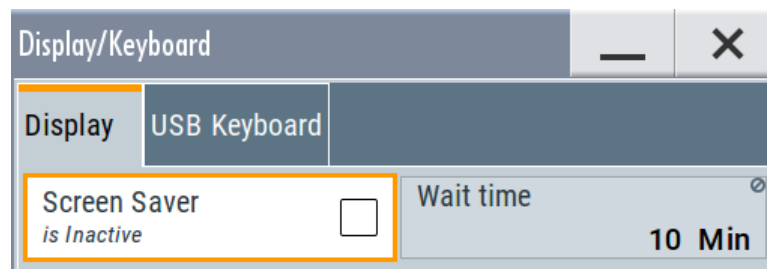 Display/Keyboard
Display
USB Keyboard
Screen Saver
is Inactive
Wait time
10 Min